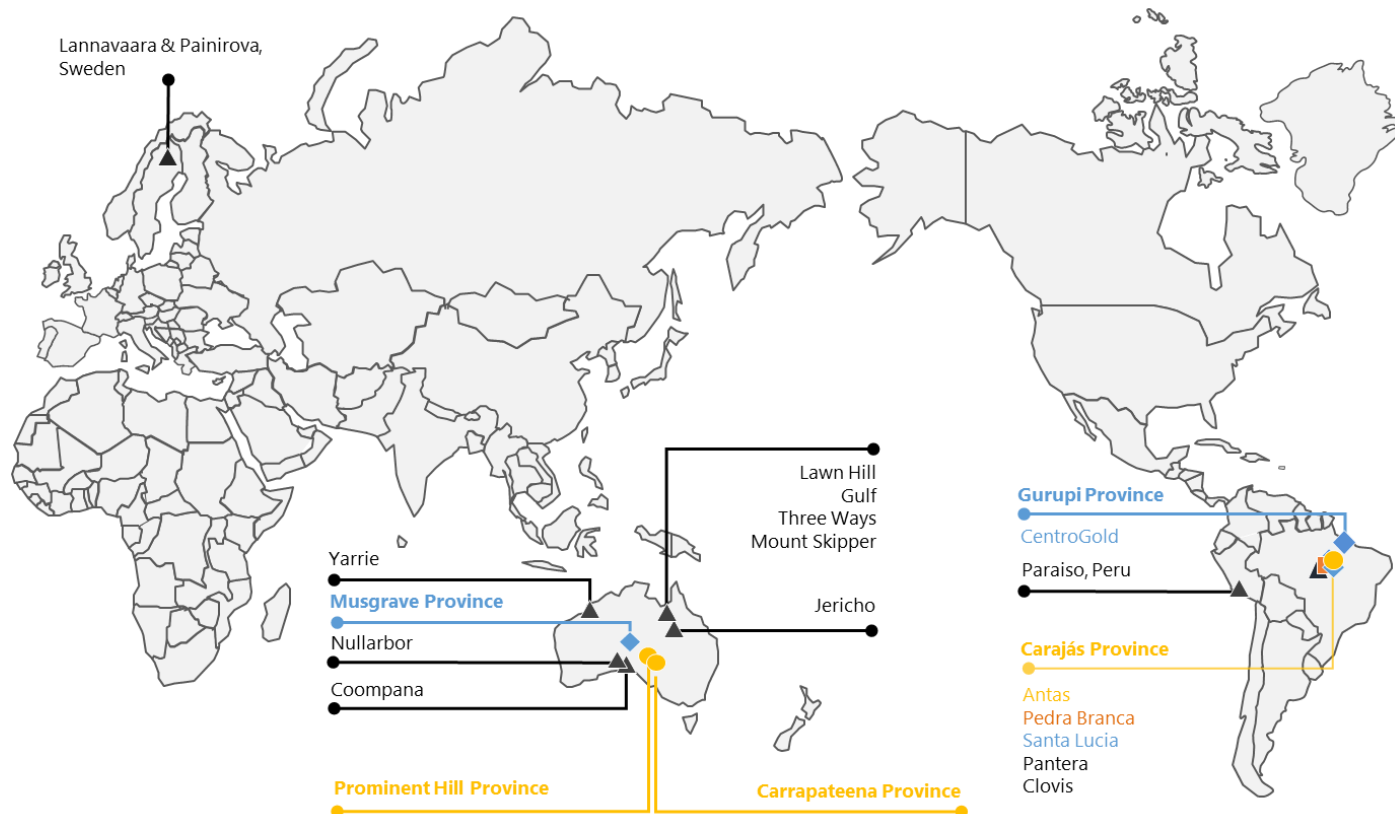 Lannavaara & Painirova,
Sweden
Lawn Hill
Gulf
Three Ways
Mount Skipper
Yarrie
Musgrave Province
Nullarbor
Coompana
Jericho
Prominent Hill Province
Carrapateena Province
Gurupi Province
CentroGold
Paraiso, Peru
Carajás Province
Antas
Pedra Branca
Santa Lucia
Pantera
Clovis